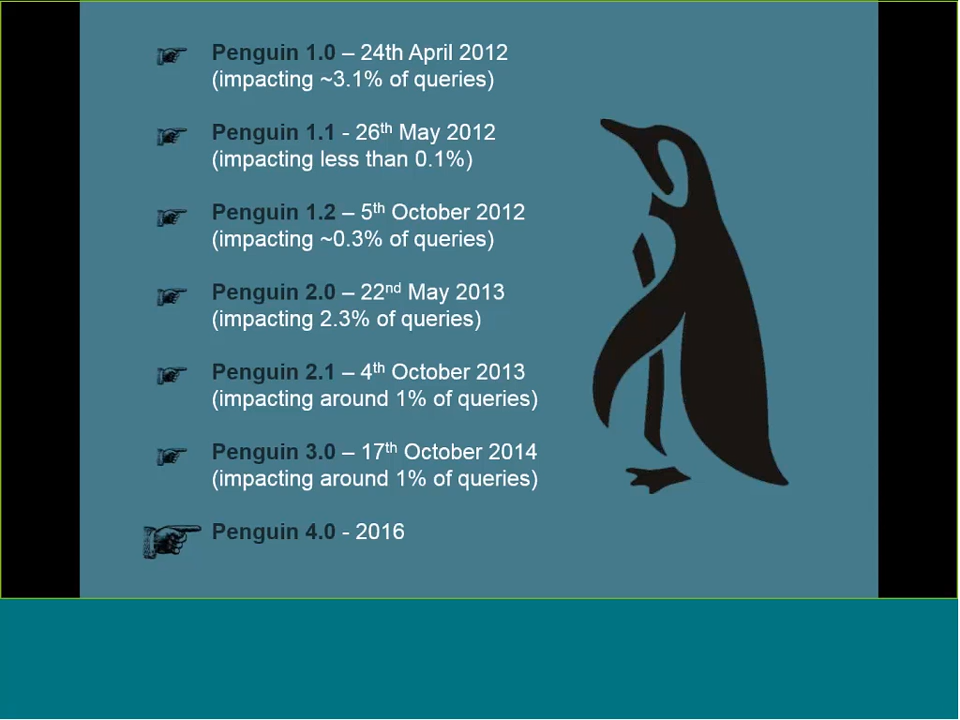 Penguin 1.0 – 24th April 2012
(impacting ~3.1% of queries)
Penguin 1.1 - 26th May 2012
(impacting less than 0.1%)
Penguin 1.2 – 5th October 2012
(impacting ~0.3% of queries)
Penguin 2.0 – 22nd May 2013
(impacting 2.3% of queries)
Penguin 2.1 – 4th October 2013
(impacting around 1% of queries)
Penguin 3.0 – 17th October 2014
(impacting around 1% of queries)
Penguin 4.0 - 2016